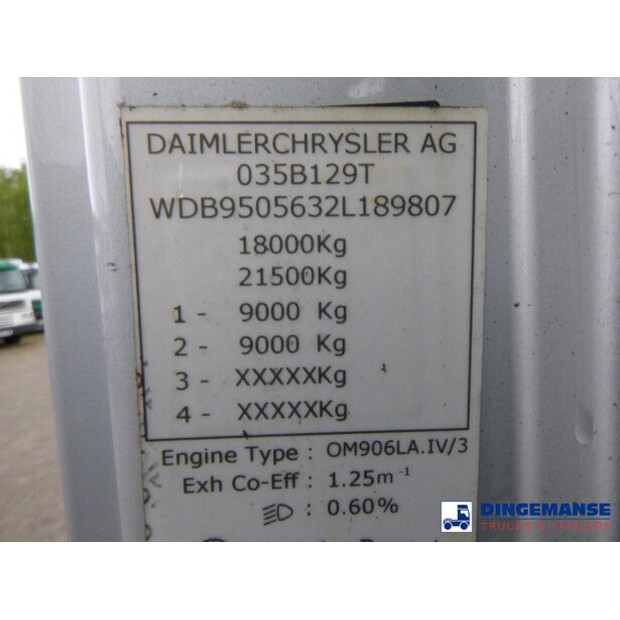 DAIMLERCHRYSLER AG
035B129T
WDB9505632L189807
18000Kg
21500Kg
1 - 9000 Kg
2 - 9000 Kg
3 - XXXXXKg
4 - XXXXXKg
Engine Type : OM906LA.IV/3
Exh Co-Eff : 1.25m⁻¹
: 0.60%
DINGEMANSE
TRUCKS & TRAILERS